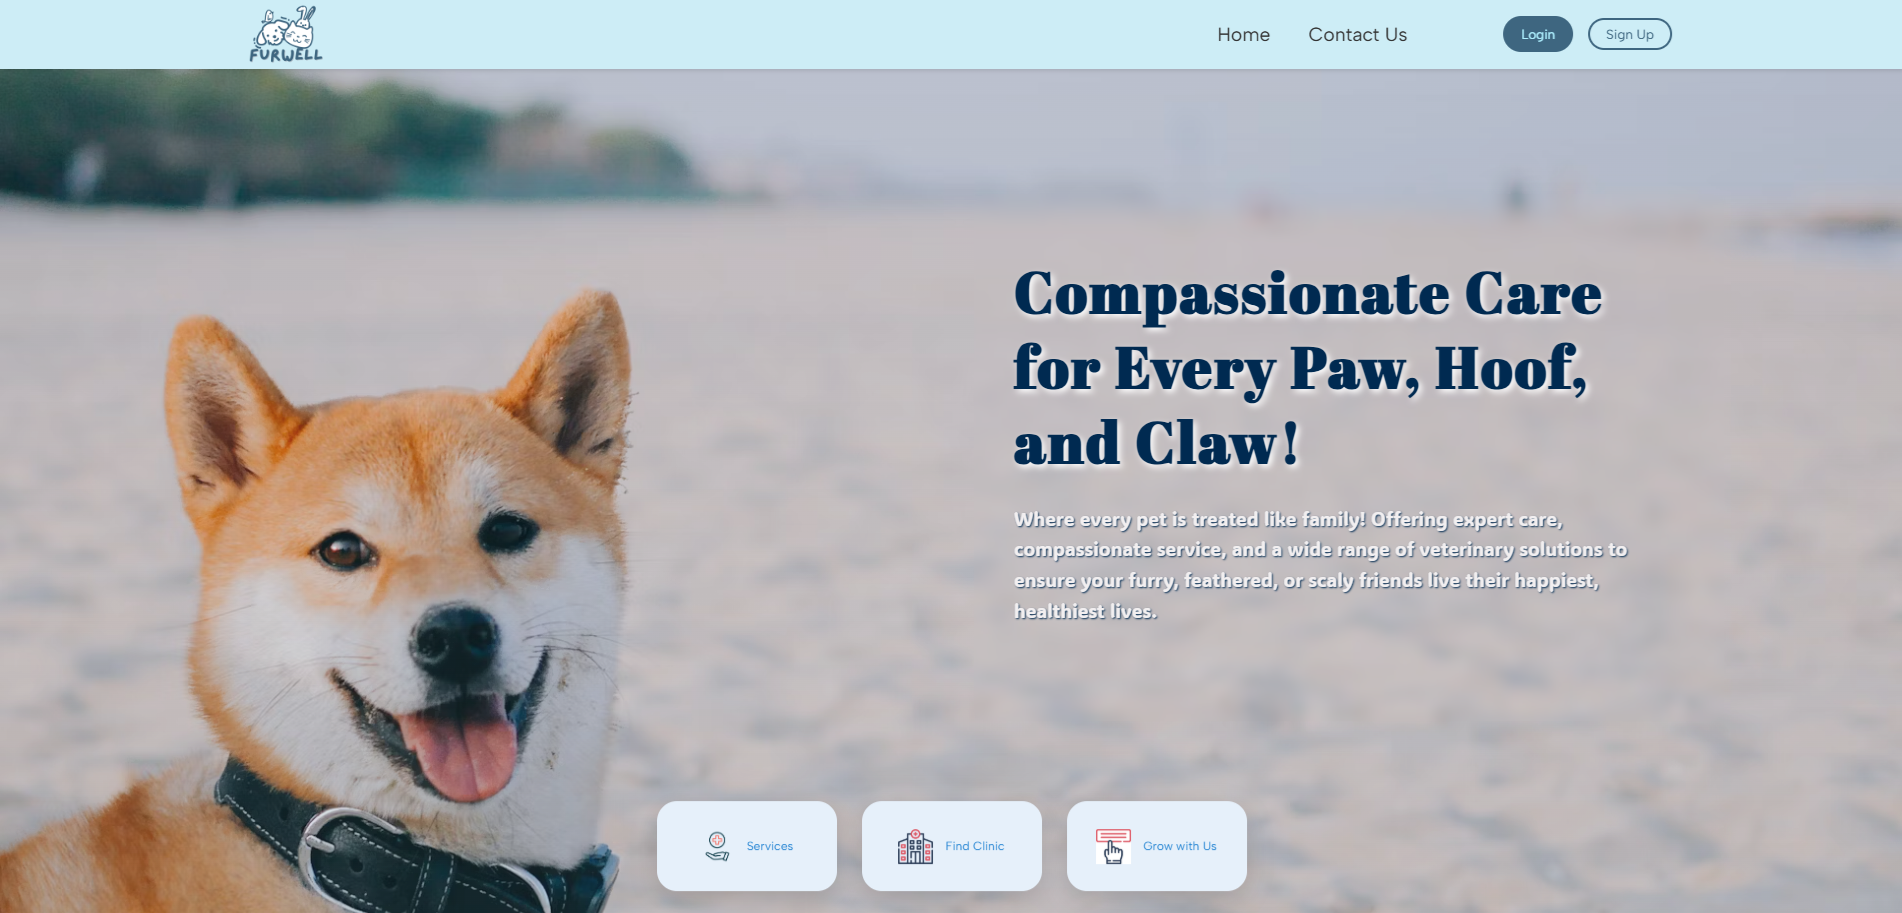 FURWELL
Home
Contact Us
Login
Sign Up
Compassionate Care
for Every Paw, Hoof,
and Claw!
Where every pet is treated like family! Offering expert care,
compassionate service, and a wide range of veterinary solutions to
ensure your furry, feathered, or scaly friends live their happiest,
healthiest lives.
Services
Find Clinic
Grow with Us